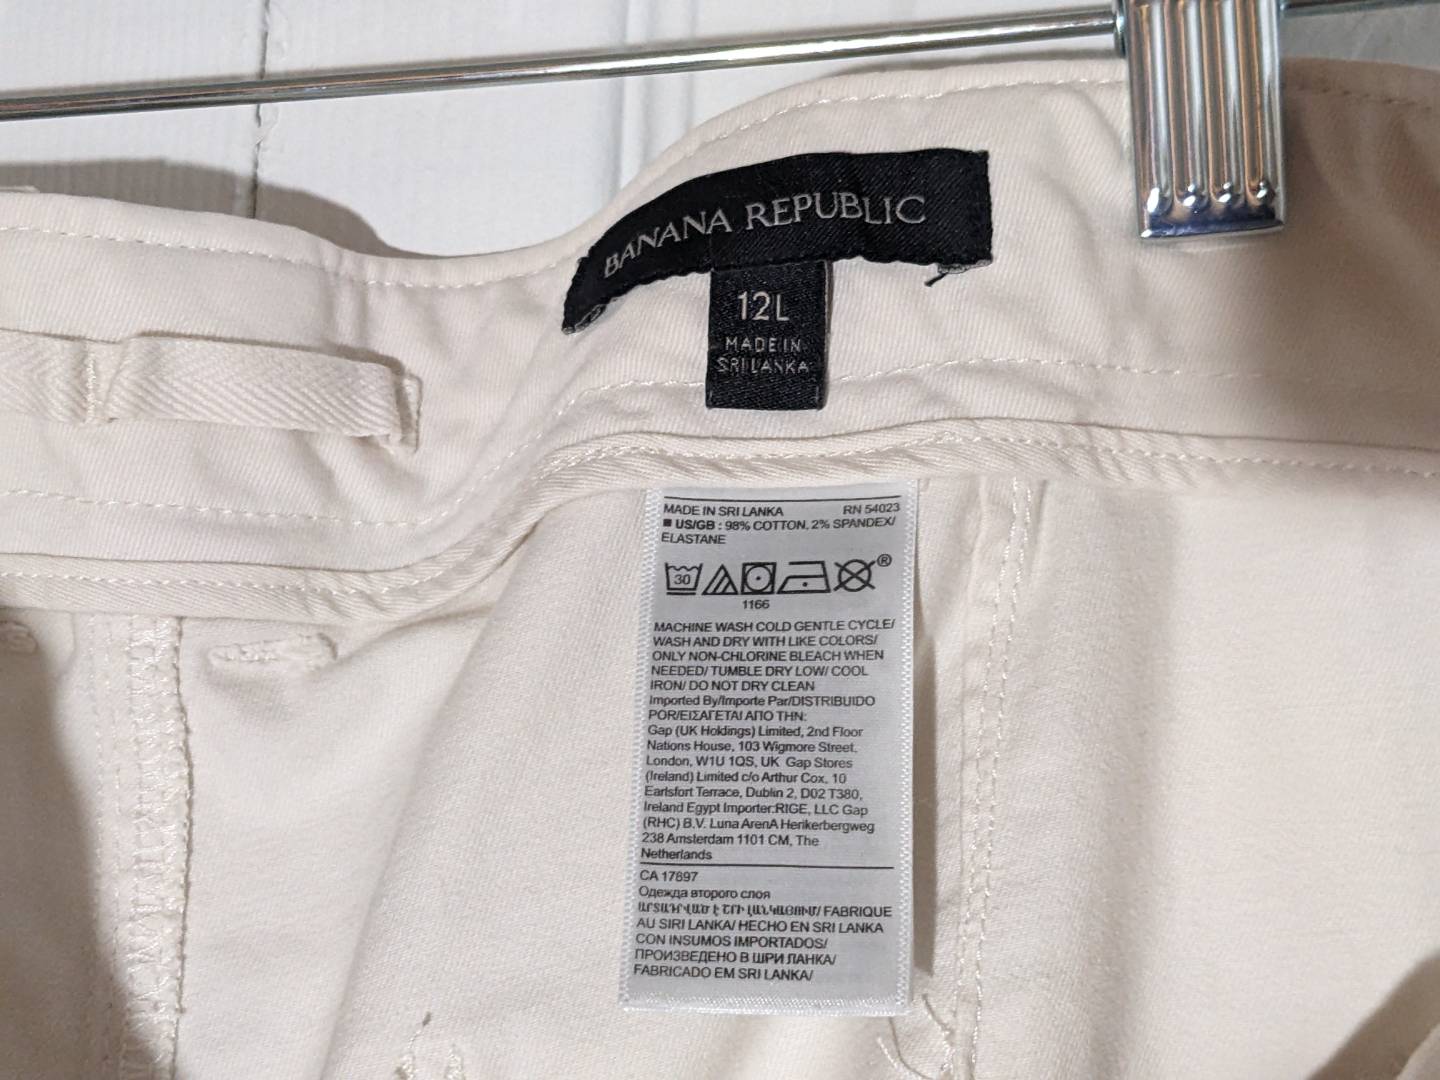 BANANA REPUBLIC
12L
MADE IN
SRI LANKA
MADE IN SRI LANKA RN 54023
■ US/GB : 98% COTTON, 2% SPANDEX/
ELASTANE
30
®
1166
MACHINE WASH COLD GENTLE CYCLE/
WASH AND DRY WITH LIKE COLORS/
ONLY NON-CHLORINE BLEACH WHEN
NEEDED/ TUMBLE DRY LOW/ COOL
IRON/ DO NOT DRY CLEAN
Imported By/Importe Par/DISTRIBUIDO
POR/ΕΙΣΑΓΕΤΑΙ ΑΠΟ ΤΗΝ:
Gap (UK Holdings) Limited, 2nd Floor
Nations House, 103 Wigmore Street,
London, W1U 1QS, UK Gap Stores
(Ireland) Limited c/o Arthur Cox, 10
Earlsfort Terrace, Dublin 2, D02 T380,
Ireland Egypt Importer:RIGE, LLC Gap
(RHC) B.V. Luna ArenA Herikerbergweg
238 Amsterdam 1101 CM, The
Netherlands
CA 17897
Одежда второго слоя
ԱՐՏԱԴՐՎԱԾ Է ՇՐԻ ԼԱՆԿԱՅՈՒՄ/ FABRIQUE
AU SIRI LANKA/ HECHO EN SRI LANKA
CON INSUMOS IMPORTADOS/
ПРОИЗВЕДЕНО В ШРИ ЛАНКА/
FABRICADO EM SRI LANKA/